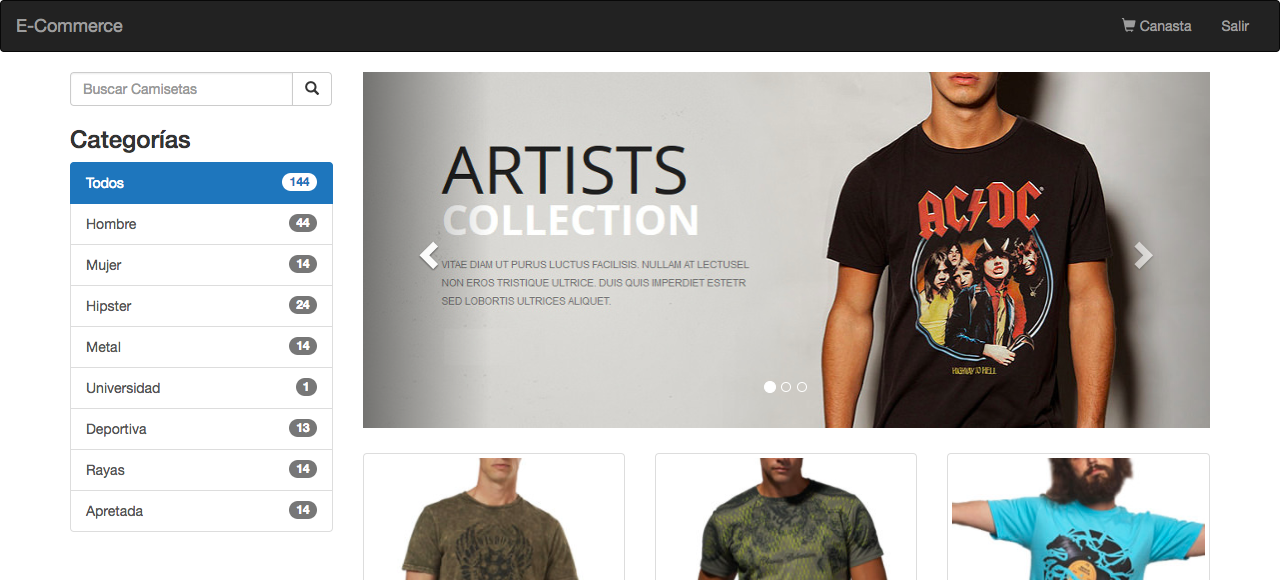 E-Commerce
Canasta
Salir
Buscar Camisetas
Categorías
Todos 144
Hombre 44
Mujer 14
Hipster 24
Metal 14
Universidad 1
Deportiva 13
Rayas 14
Apretada 14
ARTISTS
COLLECTION
VITAE DIAM UT PURUS LUCTUS FACILISIS. NULLAM AT LECTUSEL
NON EROS TRISTIQUE ULTRICE. DUIS QUIS IMPERDIET ESTETR
SED LOBORTIS ULTRICES ALIQUET.
AC DC
HIGHWAY TO HELL